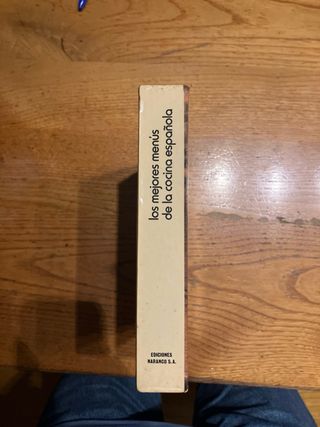 los mejores menús
de la cocina española
EDICIONES
NARANCO S.A.